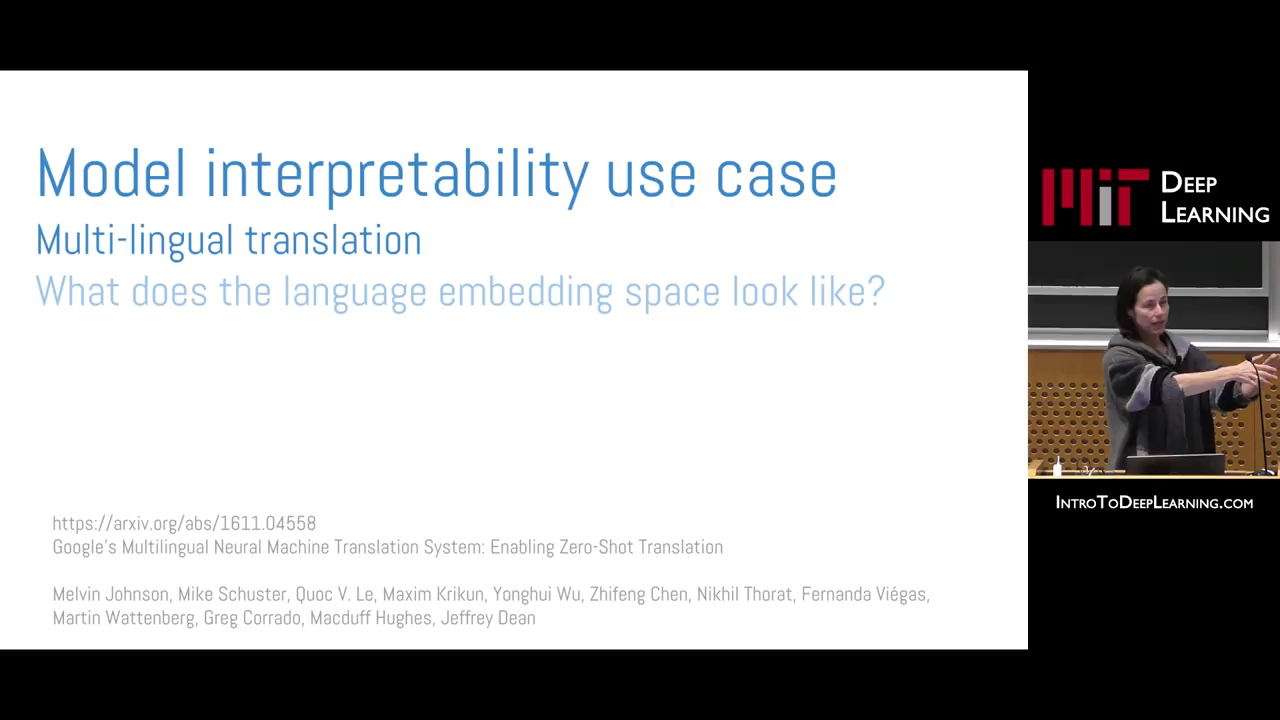 Model interpretability use case
Multi-lingual translation
What does the language embedding space look like?
https://arxiv.org/abs/1611.04558
Google's Multilingual Neural Machine Translation System: Enabling Zero-Shot Translation
Melvin Johnson, Mike Schuster, Quoc V. Le, Maxim Krikun, Yonghui Wu, Zhifeng Chen, Nikhil Thorat, Fernanda Viégas,
Martin Wattenberg, Greg Corrado, Macduff Hughes, Jeffrey Dean
MIT
DEEP
LEARNING
INTROTODEEPLEARNING.COM